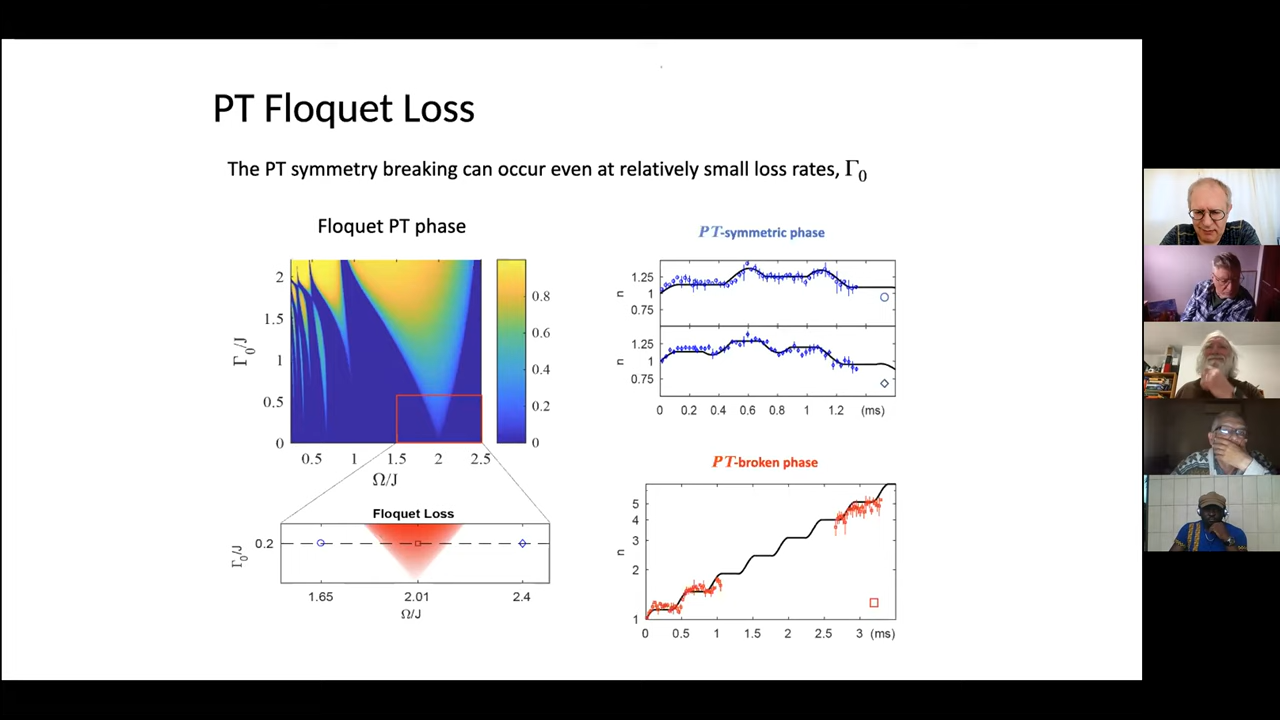 PT Floquet Loss
The PT symmetry breaking can occur even at relatively small loss rates, Γ₀
Floquet PT phase
2
1.5
1
0.5
0
Γ₀/J
0.5 1 1.5 2 2.5
Ω/J
0.8
0.6
0.4
0.2
0
Floquet Loss
0.2
Γ₀/J
1.65 2.01 2.4
Ω/J
PT-symmetric phase
1.25
1
0.75
n
1.25
1
0.75
n
0 0.2 0.4 0.6 0.8 1 1.2 (ms)
PT-broken phase
5
4
3
2
1
n
0 0.5 1 1.5 2 2.5 3 (ms)